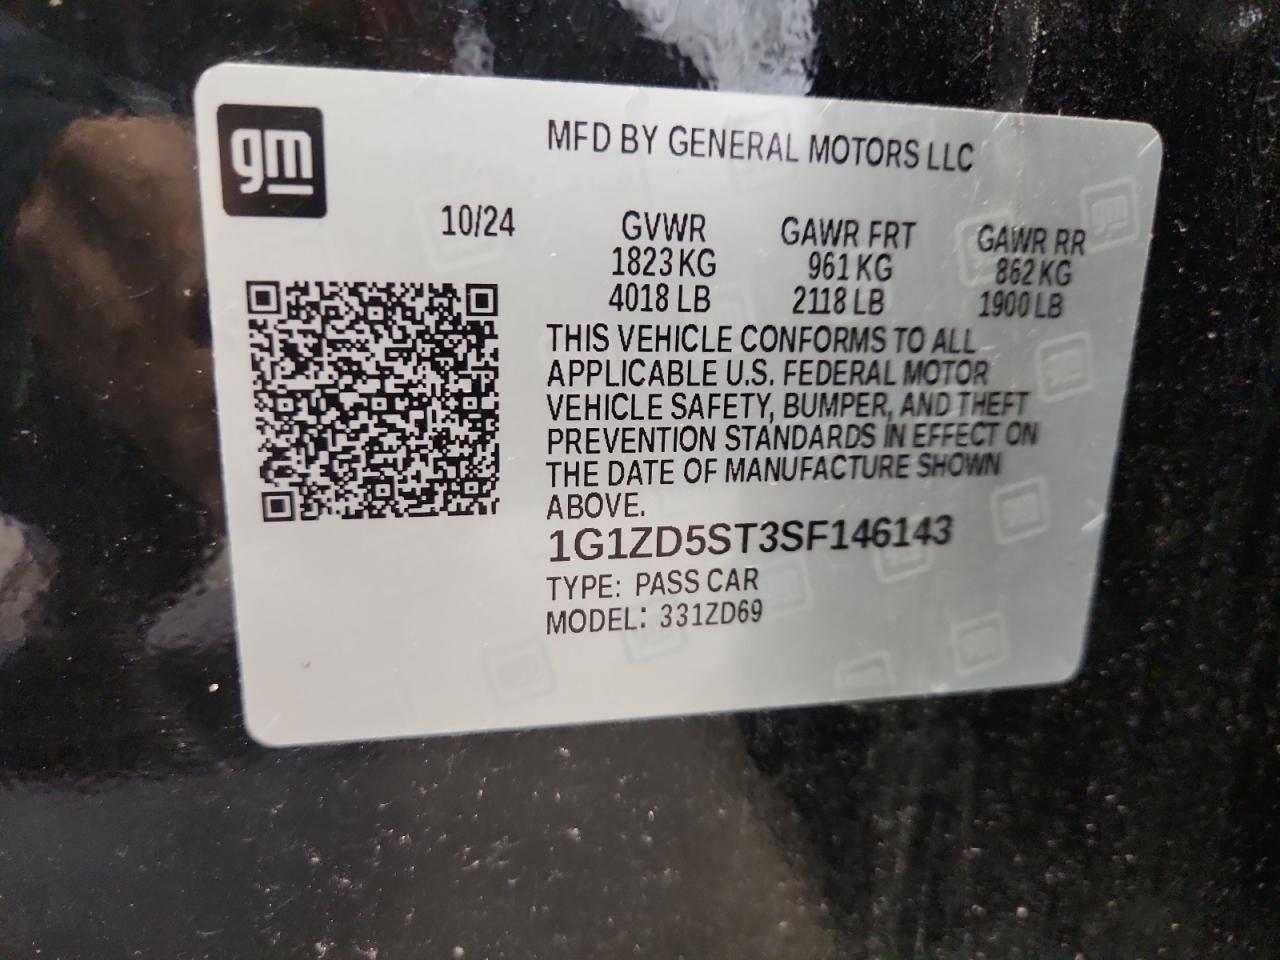 gm
MFD BY GENERAL MOTORS LLC
10/24 GVWR GAWR FRT GAWR RR
1823 KG 961 KG 862 KG
4018 LB 2118 LB 1900 LB
THIS VEHICLE CONFORMS TO ALL
APPLICABLE U.S. FEDERAL MOTOR
VEHICLE SAFETY, BUMPER, AND THEFT
PREVENTION STANDARDS IN EFFECT ON
THE DATE OF MANUFACTURE SHOWN
ABOVE.
1G1ZD5ST3SF146143
TYPE: PASS CAR
MODEL: 331ZD69